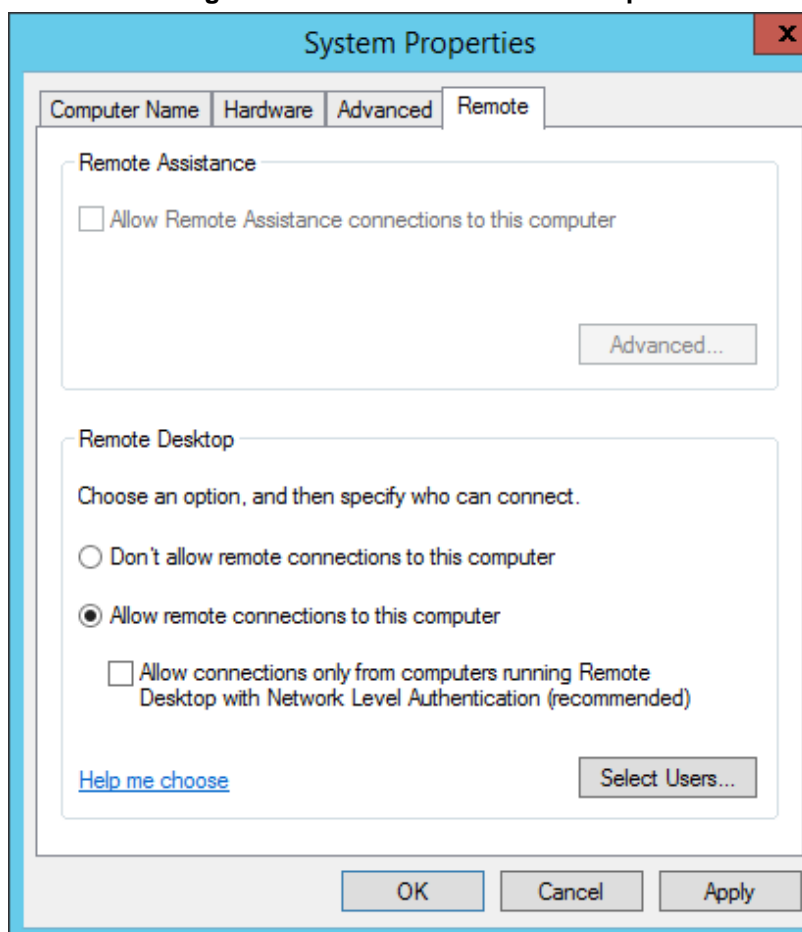 System Properties
x
Computer Name Hardware Advanced Remote
Remote Assistance
Allow Remote Assistance connections to this computer
Advanced...
Remote Desktop
Choose an option, and then specify who can connect.
Don't allow remote connections to this computer
Allow remote connections to this computer
Allow connections only from computers running Remote
Desktop with Network Level Authentication (recommended)
Help me choose
Select Users...
OK Cancel Apply